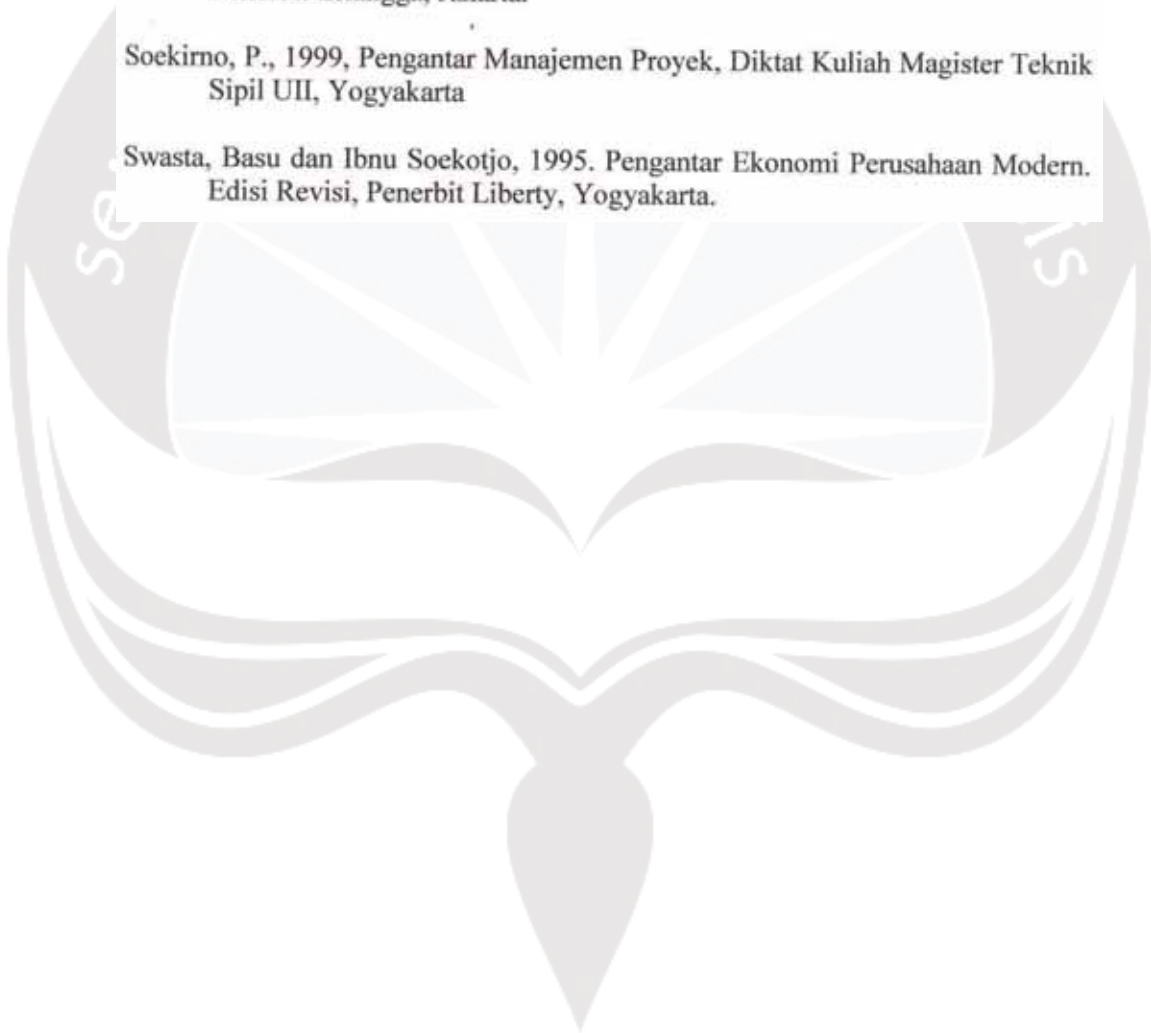 Soekirno, P., 1999, Pengantar Manajemen Proyek, Diktat Kuliah Magister Teknik
Sipil UII, Yogyakarta
Swasta, Basu dan Ibnu Soekotjo, 1995. Pengantar Ekonomi Perusahaan Modern.
Edisi Revisi, Penerbit Liberty, Yogyakarta.